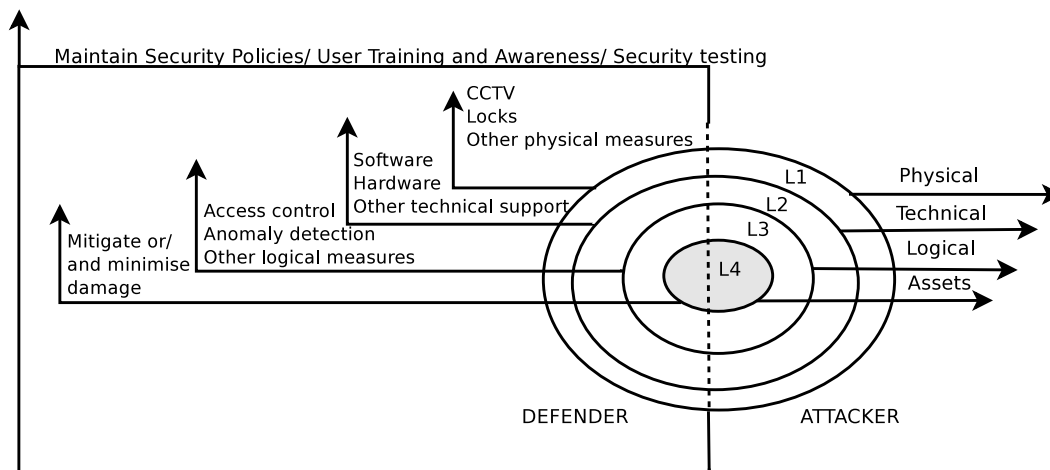 Maintain Security Policies/ User Training and Awareness/ Security testing
CCTV
Locks
Other physical measures
Software
Hardware
Other technical support
Access control
Anomaly detection
Other logical measures
Mitigate or/
and minimise
damage
L1
L2
L3
L4
Physical
Technical
Logical
Assets
DEFENDER
ATTACKER